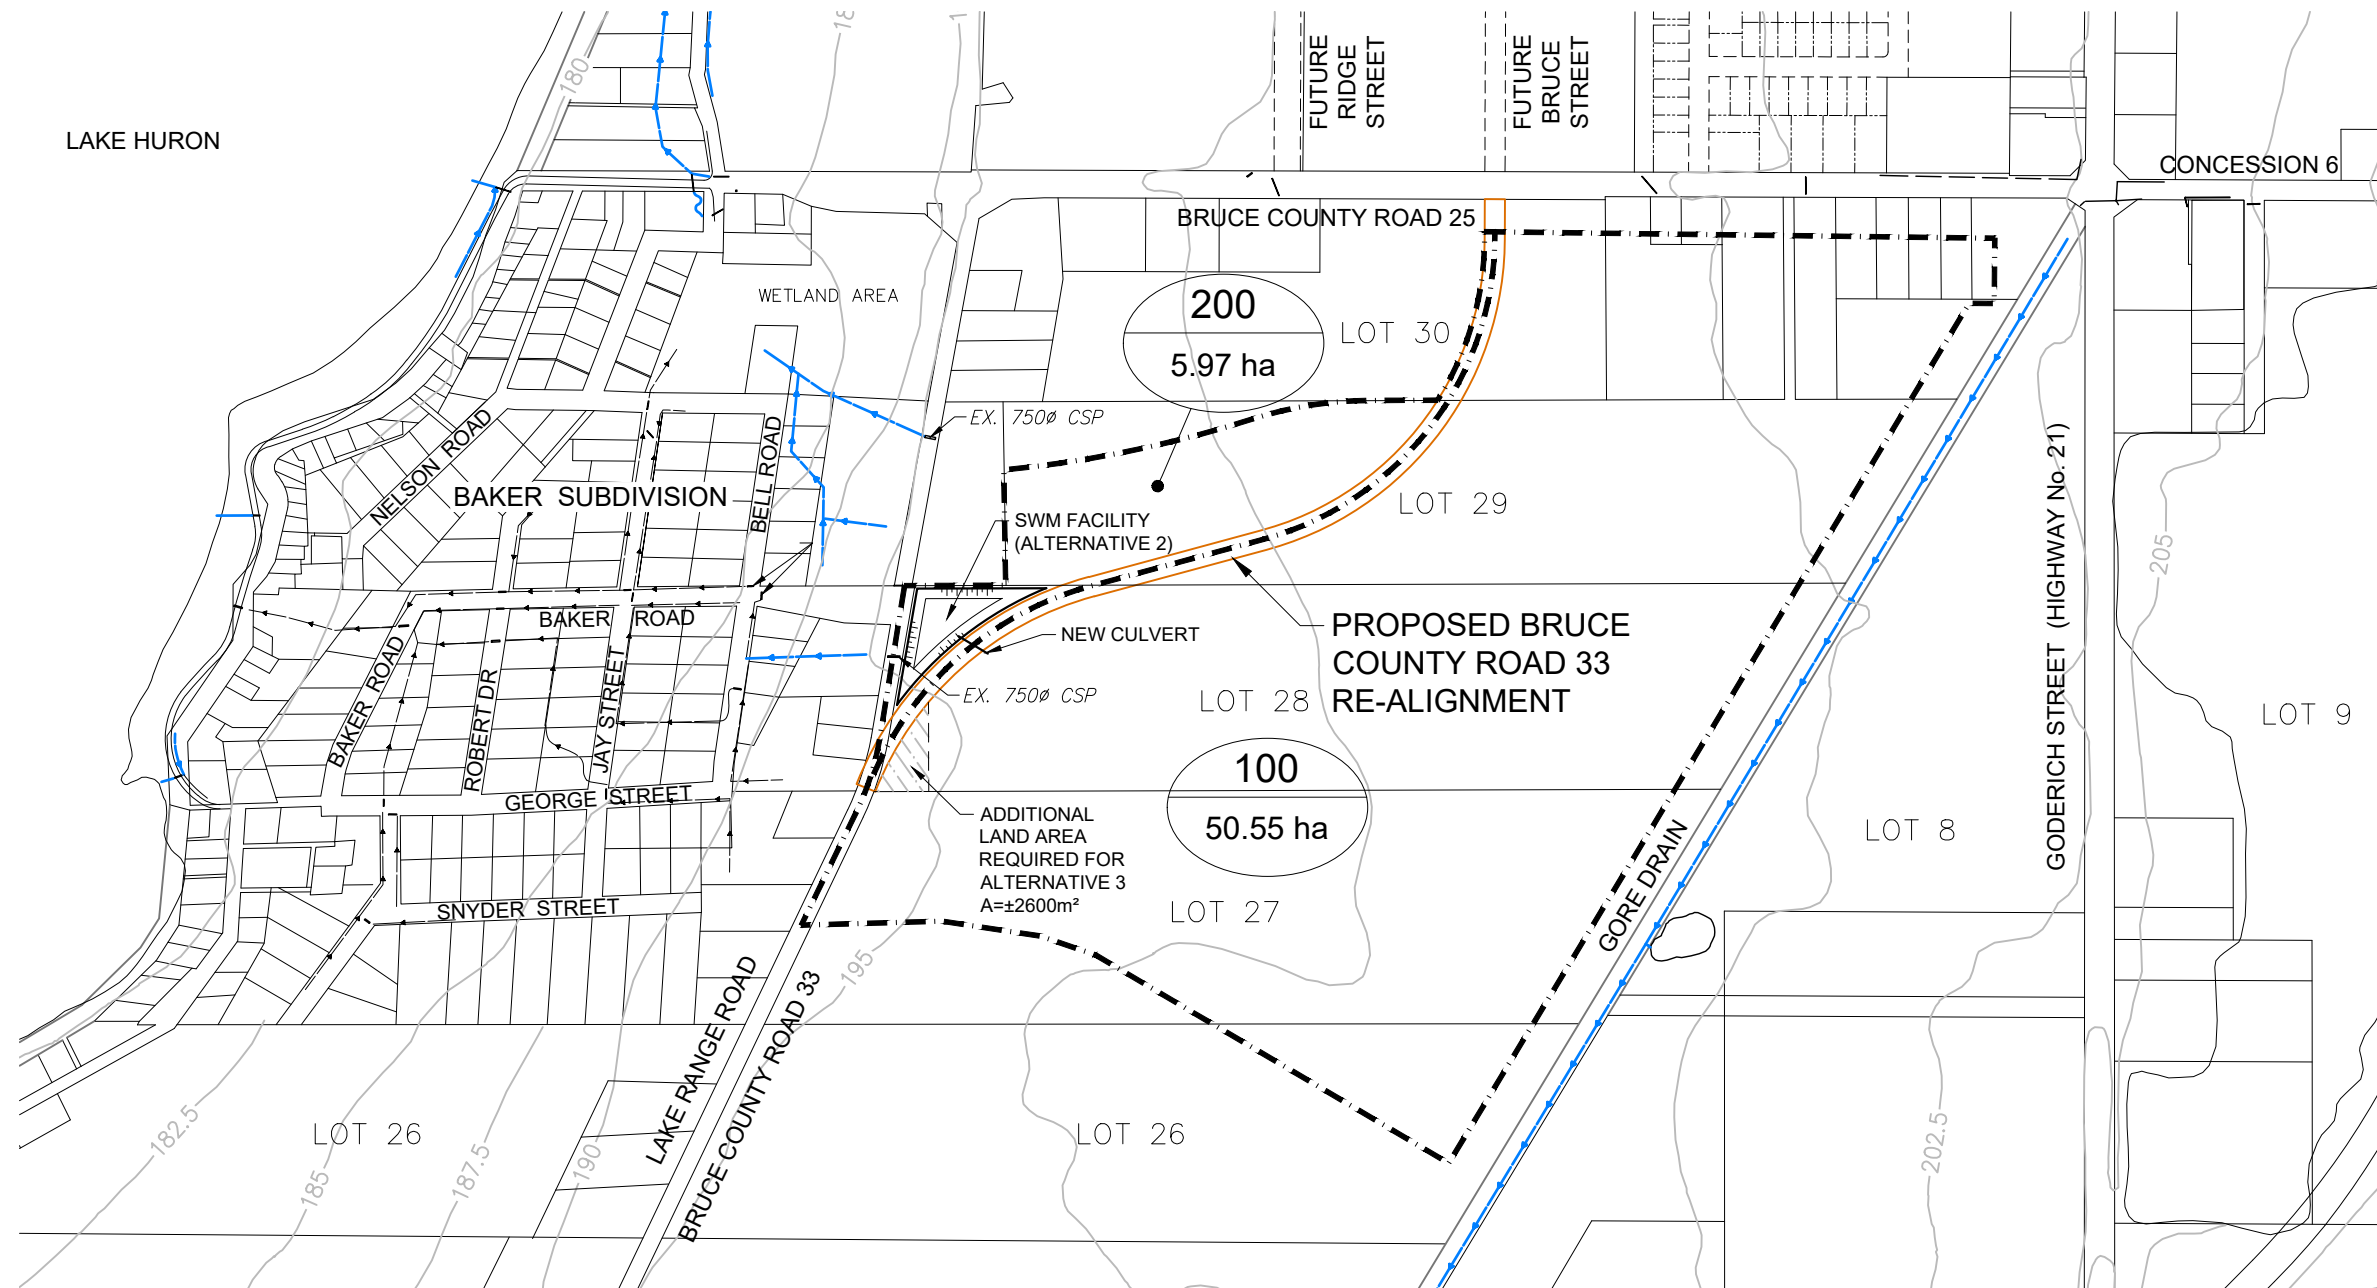 180
LAKE HURON
FUTURE
RIDGE
STREET
FUTURE
BRUCE
STREET
CONCESSION 6
BRUCE COUNTY ROAD 25
WETLAND AREA
200
5.97 ha
LOT 30
EX. 750ø CSP
NELSON ROAD
BAKER SUBDIVISION
BELL ROAD
LOT 29
SWM FACILITY
(ALTERNATIVE 2)
GODERICH STREET (HIGHWAY No. 21)
205
BAKER ROAD
NEW CULVERT
PROPOSED BRUCE
COUNTY ROAD 33
RE-ALIGNMENT
EX. 750ø CSP
LOT 28
BAKER ROAD
ROBERT DR
JAY STREET
LOT 9
100
50.55 ha
GEORGE STREET
ADDITIONAL
LAND AREA
REQUIRED FOR
ALTERNATIVE 3
A=±2600m²
LOT 8
GORE DRAIN
SNYDER STREET
LOT 27
195
LAKE RANGE ROAD
BRUCE COUNTY ROAD 33
182.5
185
187.5
190
LOT 26
LOT 26
202.5